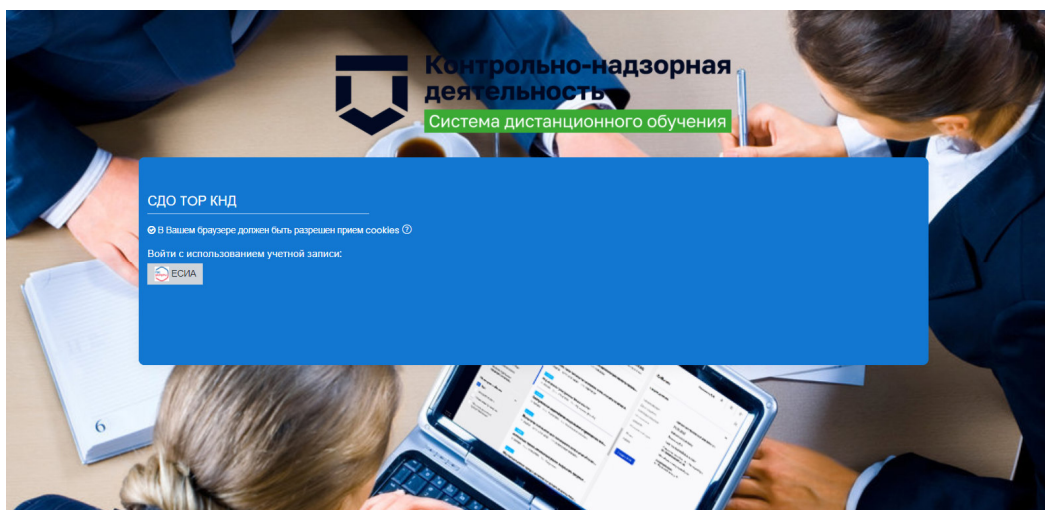 Контрольно-надзорная
деятельность
Система дистанционного обучения
СДО ТОР КНД
В Вашем браузере должен быть разрешен прием cookies
Войти с использованием учетной записи:
ЕСИА
6